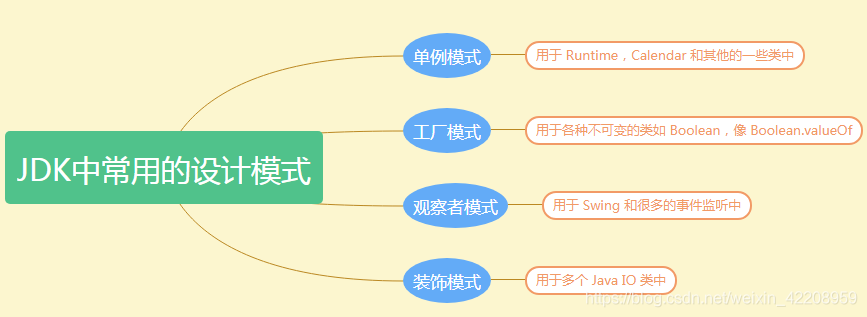 单例模式
用于 Runtime，Calendar 和其他的一些类中
工厂模式
用于各种不可变的类如 Boolean，像 Boolean.valueOf
JDK中常用的设计模式
观察者模式
用于 Swing 和很多的事件监听中
装饰模式
用于多个 Java IO 类中
https://blog.csdn.net/weixin_42208959